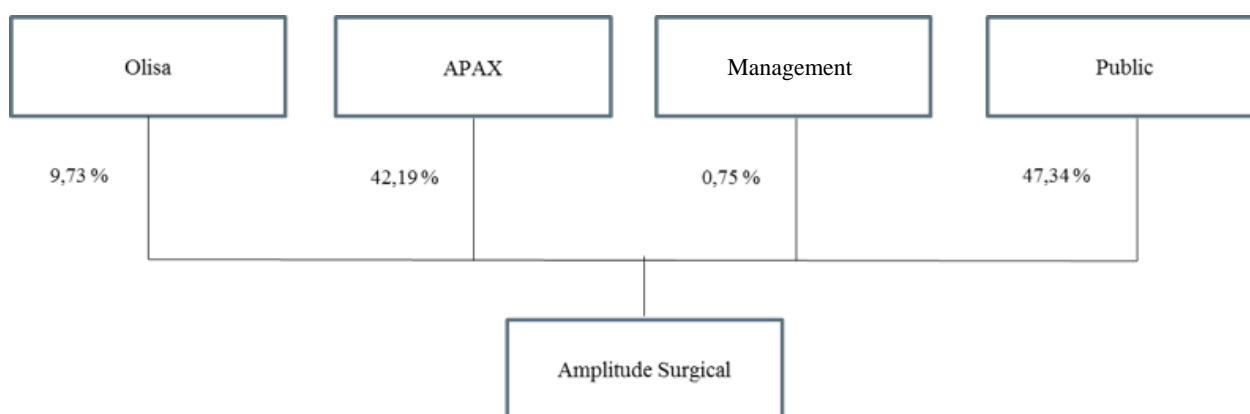 Olisa
APAX
Management
Public
9,73 %
42,19 %
0,75 %
47,34 %
Amplitude Surgical